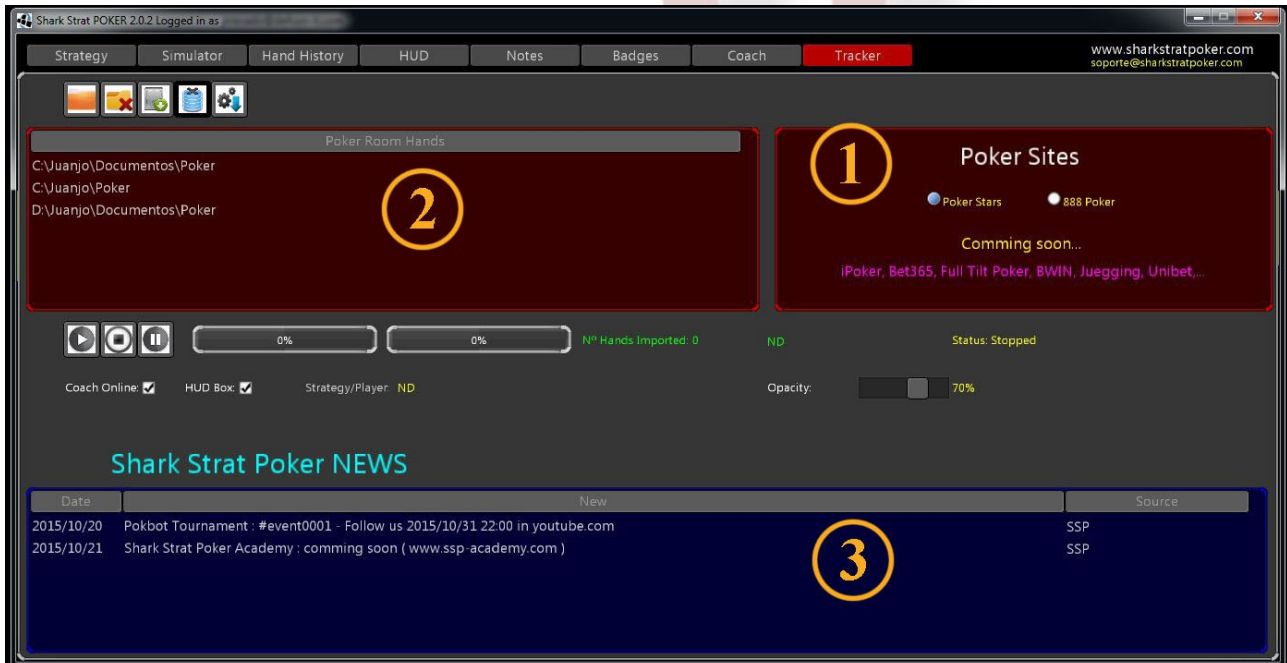 Shark Strat POKER 2.0.2 Logged in as
Strategy Simulator Hand History HUD Notes Badges Coach Tracker
www.sharkstratpoker.com
soporte@sharkstratpoker.com
Poker Room Hands
C:\Juanjo\Documentos\Poker
C:\Juanjo\Poker
D:\Juanjo\Documentos\Poker
2
1
Poker Sites
Poker Stars 888 Poker
Comming soon...
iPoker, Bet365, Full Tilt Poker, BWIN, Juegging, Unibet,...
0% 0% Nº Hands Imported: 0 ND Status: Stopped
Coach Online: HUD Box: Strategy/Player: ND Opacity: 70%
Shark Strat Poker NEWS
Date New Source
2015/10/20 Pokbot Tournament : #event0001 - Follow us 2015/10/31 22:00 in youtube.com SSP
2015/10/21 Shark Strat Poker Academy : comming soon ( www.ssp-academy.com ) SSP
3